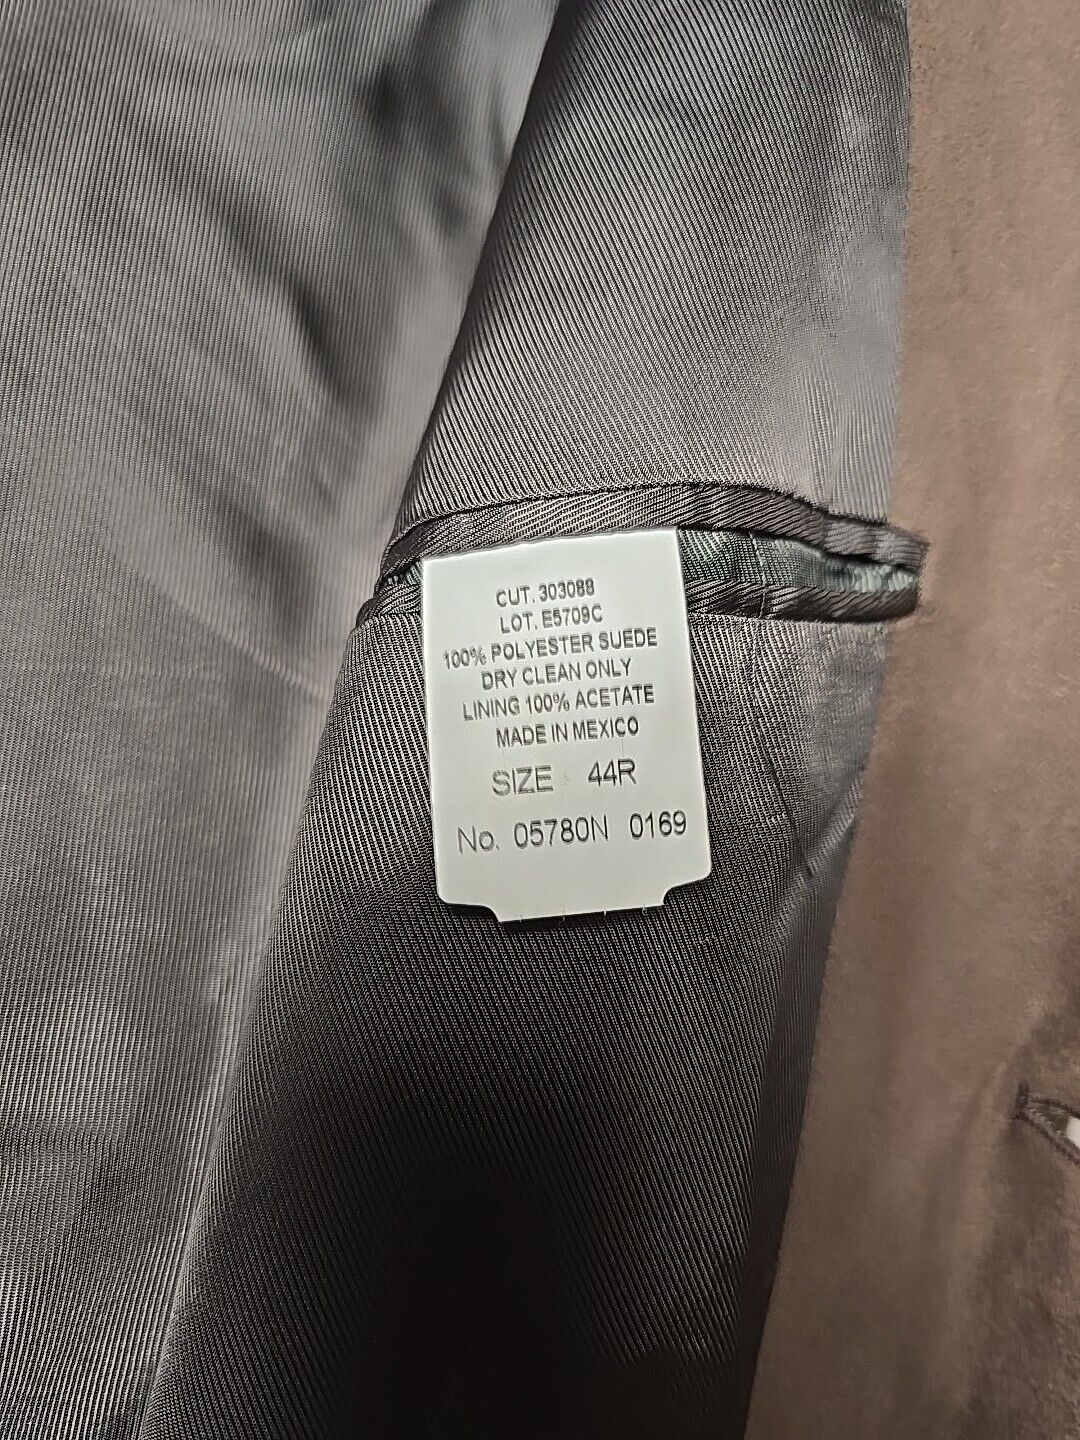 CUT. 303088
LOT. E5709C
100% POLYESTER SUEDE
DRY CLEAN ONLY
LINING 100% ACETATE
MADE IN MEXICO
SIZE 44R
No. 05780N 0169